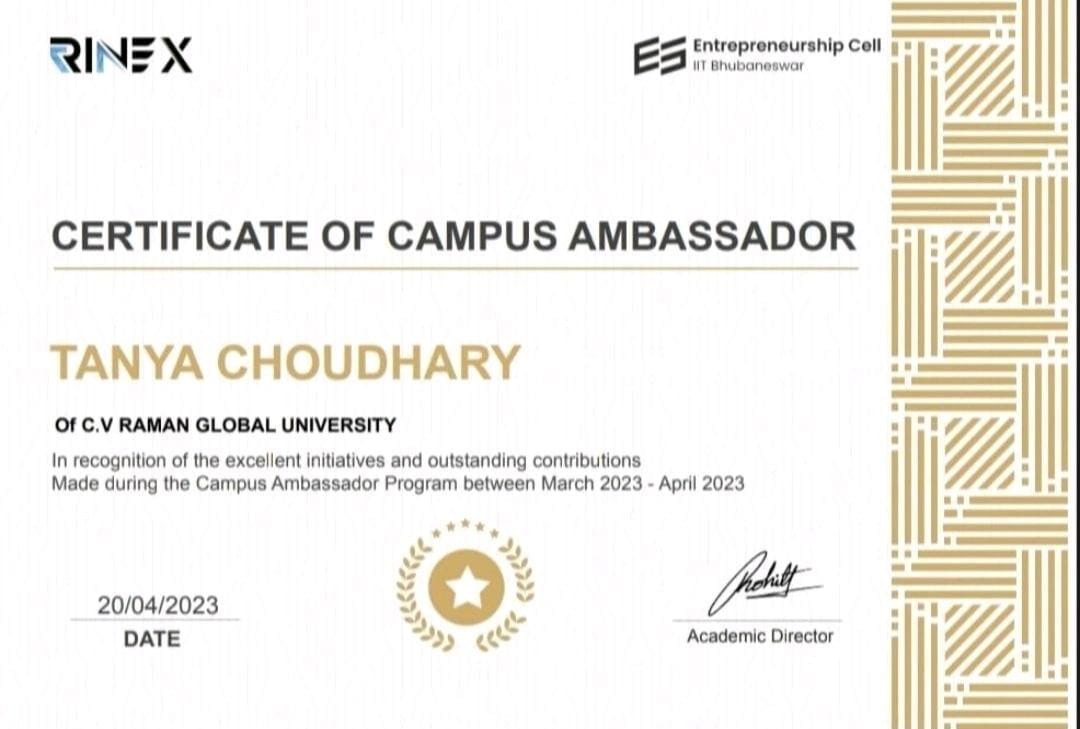 RINEX
Entrepreneurship Cell
IIT Bhubaneswar
CERTIFICATE OF CAMPUS AMBASSADOR
TANYA CHOUDHARY
Of C.V RAMAN GLOBAL UNIVERSITY
In recognition of the excellent initiatives and outstanding contributions
Made during the Campus Ambassador Program between March 2023 - April 2023
20/04/2023
DATE
Academic Director